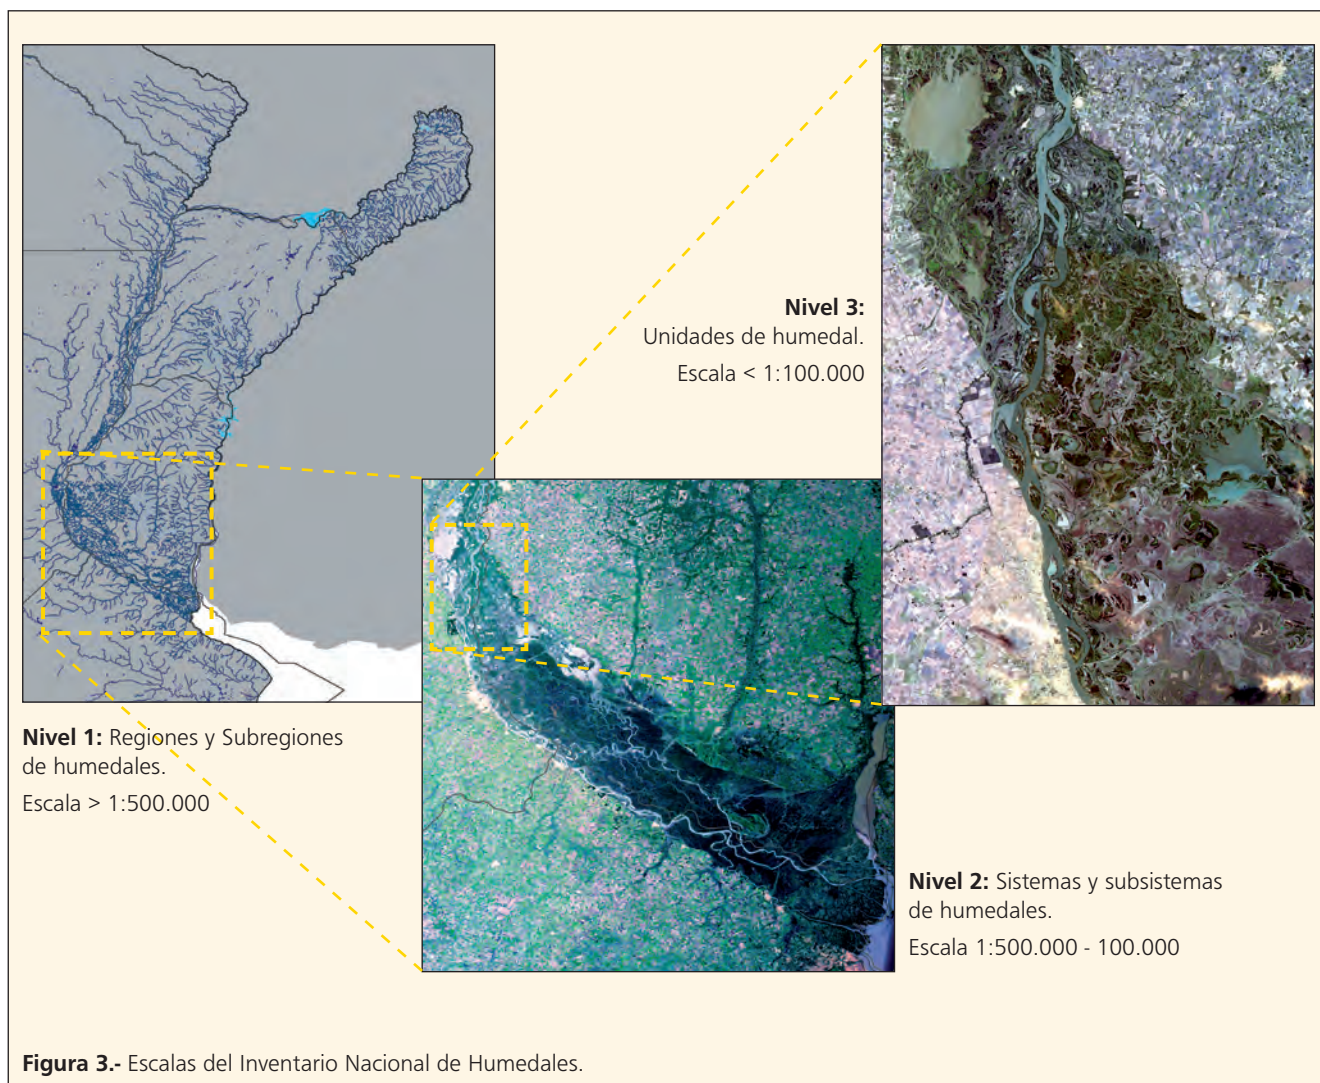 Nivel 3:
Unidades de humedal.
Escala < 1:100.000
Nivel 1: Regiones y Subregiones
de humedales.
Escala > 1:500.000
Nivel 2: Sistemas y subsistemas
de humedales.
Escala 1:500.000 - 100.000
Figura 3.- Escalas del Inventario Nacional de Humedales.